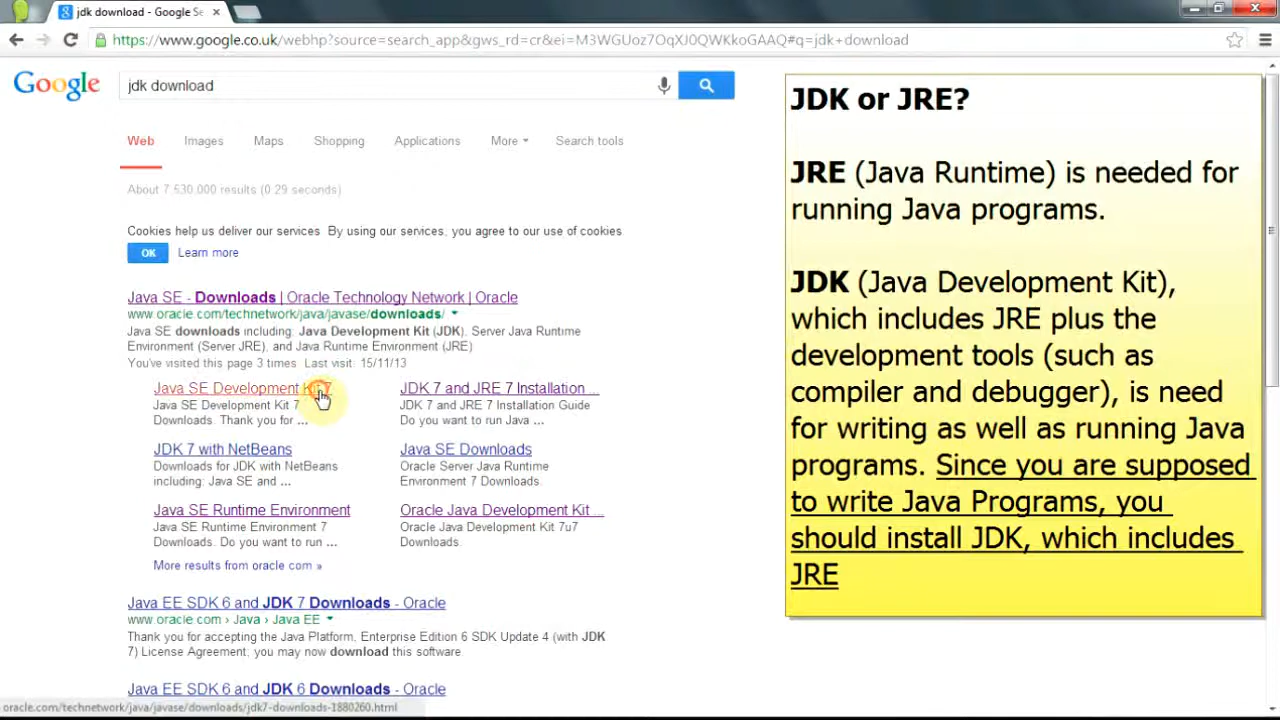 jdk download - Google Se
https://www.google.co.uk/webhp?source=search_app&gws_rd=cr&ei=M3WGUoz7OqXJ0QWKkoGAAQ#q=jdk+download
Google
jdk download
Web Images Maps Shopping Applications More Search tools
About 7,530,000 results (0.29 seconds)
Cookies help us deliver our services. By using our services, you agree to our use of cookies
OK Learn more
Java SE - Downloads | Oracle Technology Network | Oracle
www.oracle.com/technetwork/java/javase/downloads/
Java SE downloads including: Java Development Kit (JDK), Server Java Runtime
Environment (Server JRE), and Java Runtime Environment (JRE)
You've visited this page 3 times. Last visit: 15/11/13
Java SE Development Kit 7
Java SE Development Kit 7
Downloads. Thank you for ...
JDK 7 and JRE 7 Installation ...
JDK 7 and JRE 7 Installation Guide
Do you want to run Java ...
JDK 7 with NetBeans
Downloads for JDK with NetBeans
including: Java SE and ...
Java SE Downloads
Oracle Server Java Runtime
Environment 7 Downloads.
Java SE Runtime Environment
Java SE Runtime Environment 7
Downloads. Do you want to run ...
Oracle Java Development Kit ...
Oracle Java Development Kit 7u7
Downloads.
More results from oracle.com »
Java EE SDK 6 and JDK 7 Downloads - Oracle
www.oracle.com › Java › Java EE
Thank you for accepting the Java Platform, Enterprise Edition 6 SDK Update 4 (with JDK
7) License Agreement; you may now download this software.
Java EE SDK 6 and JDK 6 Downloads - Oracle
oracle.com/technetwork/java/javase/downloads/jdk7-downloads-1880260.html
JDK or JRE?
JRE (Java Runtime) is needed for
running Java programs.
JDK (Java Development Kit),
which includes JRE plus the
development tools (such as
compiler and debugger), is need
for writing as well as running Java
programs. Since you are supposed
to write Java Programs, you
should install JDK, which includes
JRE